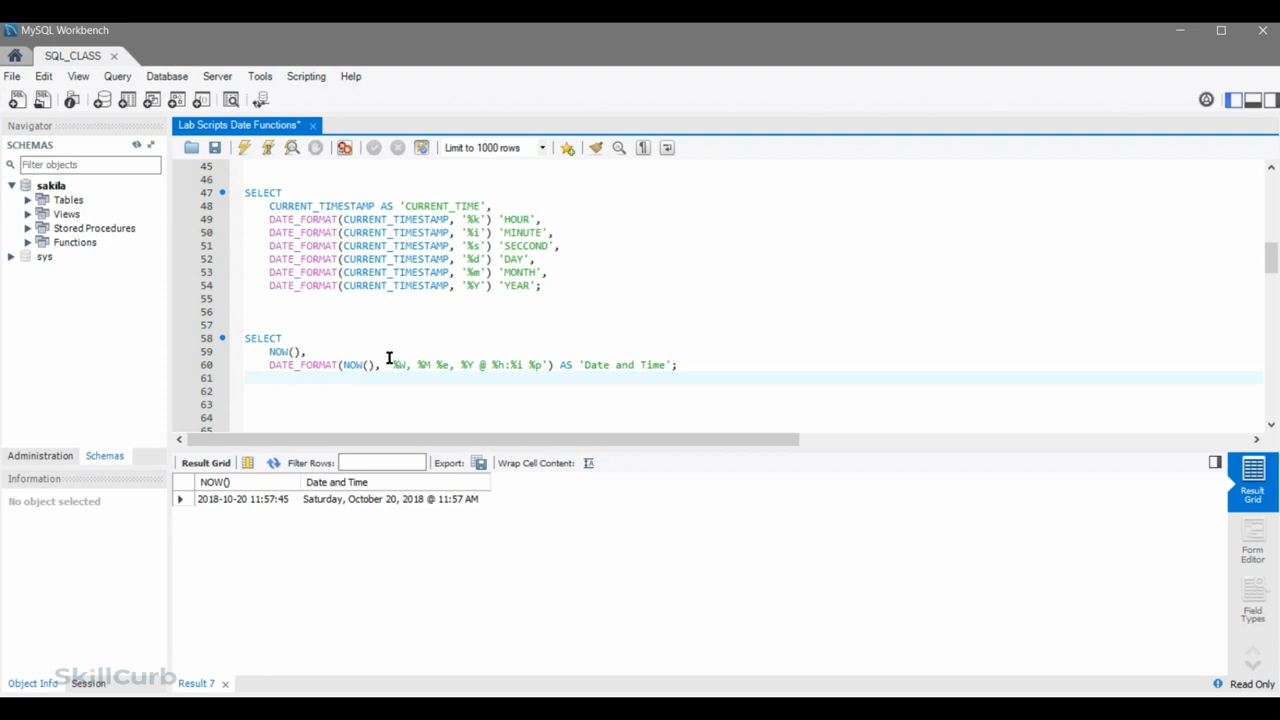 MySQL Workbench
SQL_CLASS
File Edit View Query Database Server Tools Scripting Help
Navigator
SCHEMAS
Filter objects
sakila
Tables
Views
Stored Procedures
Functions
sys
Administration Schemas
Information
No object selected
Object Info Session
SkillCurb
Lab Scripts Date Functions*
Limit to 1000 rows
45
46
47 SELECT
48 CURRENT_TIMESTAMP AS 'CURRENT_TIME',
49 DATE_FORMAT(CURRENT_TIMESTAMP, '%k') 'HOUR',
50 DATE_FORMAT(CURRENT_TIMESTAMP, '%i') 'MINUTE',
51 DATE_FORMAT(CURRENT_TIMESTAMP, '%s') 'SECCOND',
52 DATE_FORMAT(CURRENT_TIMESTAMP, '%d') 'DAY',
53 DATE_FORMAT(CURRENT_TIMESTAMP, '%m') 'MONTH',
54 DATE_FORMAT(CURRENT_TIMESTAMP, '%Y') 'YEAR';
55
56
57
58 SELECT
59 NOW(),
60 DATE_FORMAT(NOW(), '%W, %M %e, %Y @ %h:%i %p') AS 'Date and Time';
61
62
63
64
65
Result Grid Filter Rows: Export: Wrap Cell Content:
NOW() Date and Time
2018-10-20 11:57:45 Saturday, October 20, 2018 @ 11:57 AM
Result Grid
Form Editor
Field Types
Result 7
Read Only